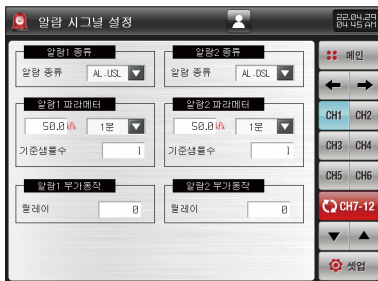 알람 시그널 설정
22.04.29
04:45 AM
알람1 종류
알람 종류 AL.USL
알람2 종류
알람 종류 AL.DSL
알람1 파라메터
50.0 1분
기준샘플수 1
알람2 파라메터
50.0 1분
기준샘플수 1
알람1 부가동작
릴레이 0
알람2 부가동작
릴레이 0
메인
CH1 CH2
CH3 CH4
CH5 CH6
CH7-12
셋업